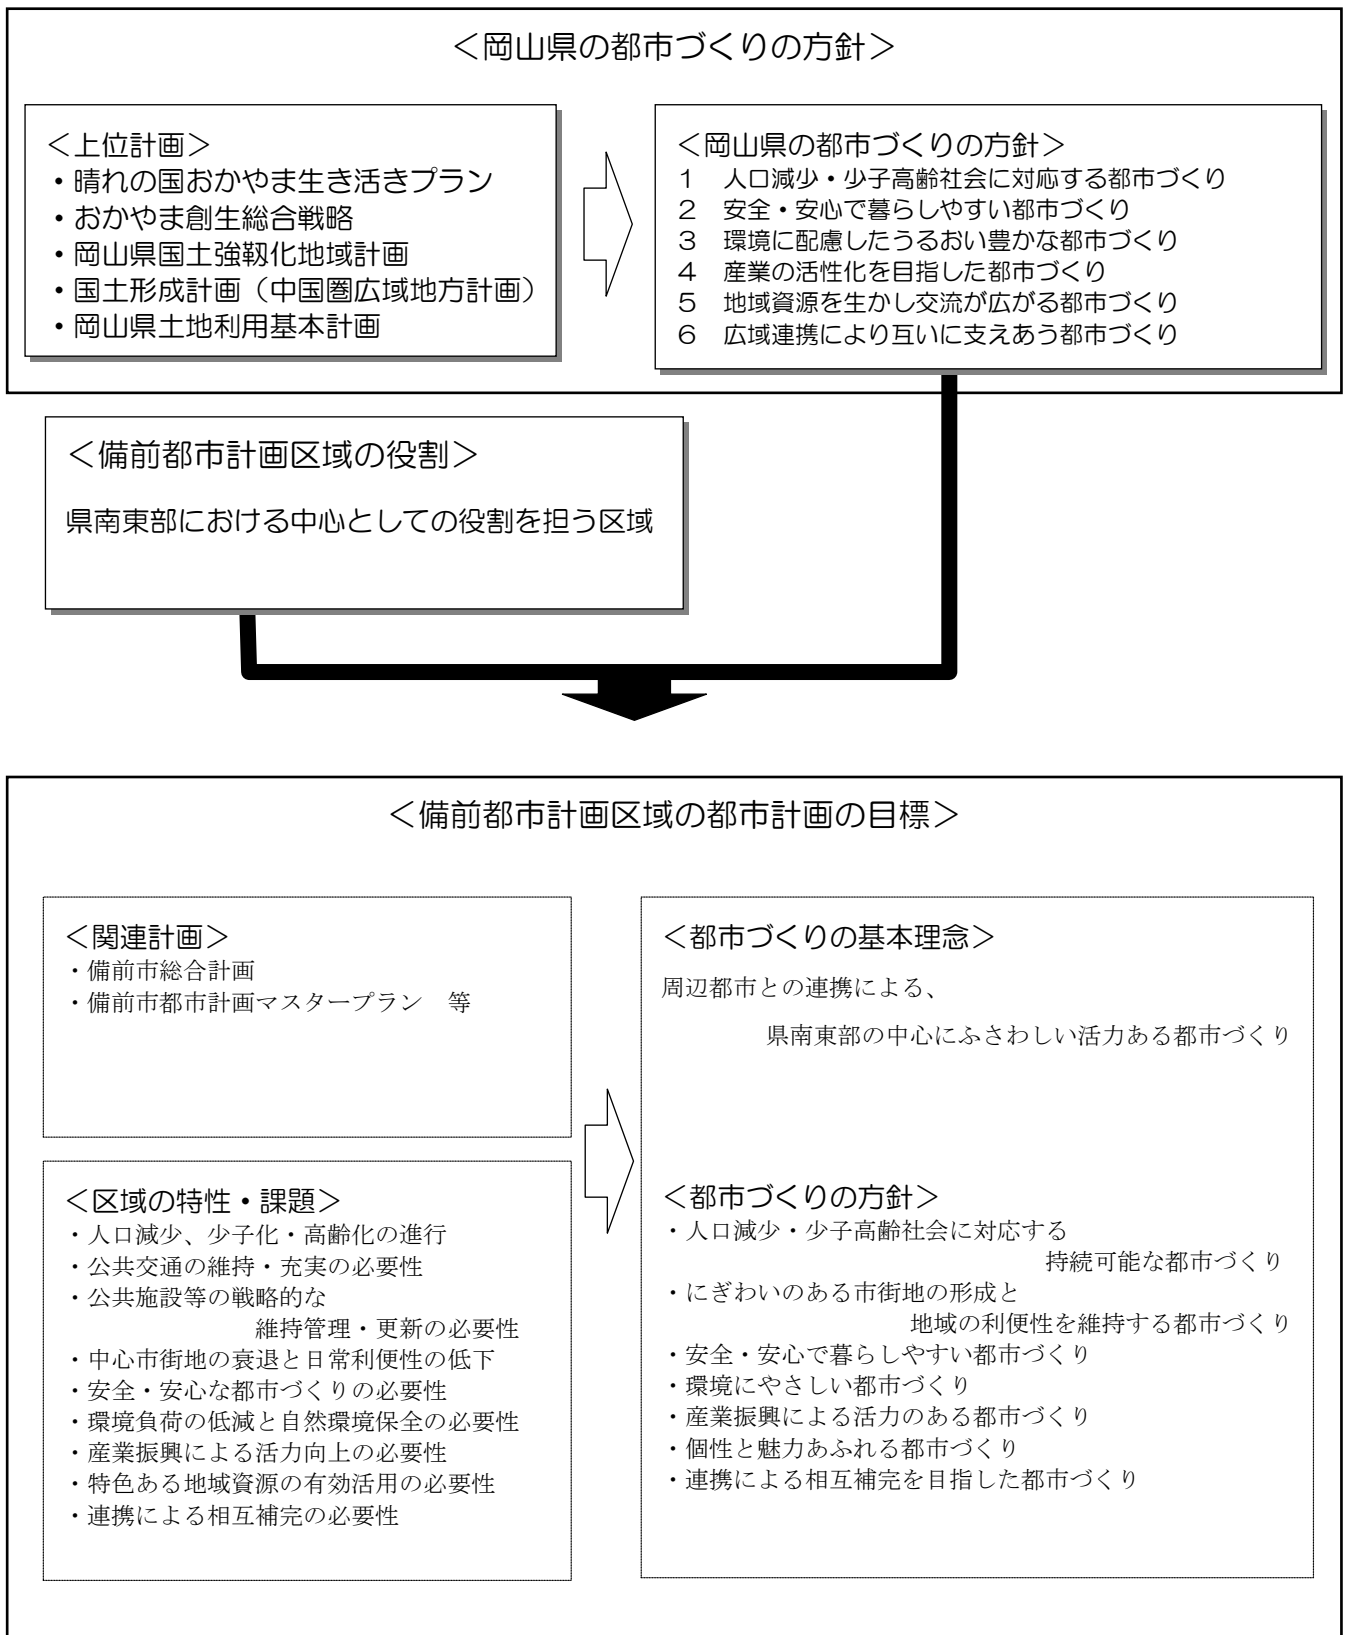 ＜岡山県の都市づくりの方針＞
＜上位計画＞
・晴れの国おかやま生き活きプラン
・おかやま創生総合戦略
・岡山県国土強靱化地域計画
・国土形成計画（中国圏広域地方計画）
・岡山県土地利用基本計画
＜岡山県の都市づくりの方針＞
１　人口減少・少子高齢社会に対応する都市づくり
２　安全・安心で暮らしやすい都市づくり
３　環境に配慮したうるおい豊かな都市づくり
４　産業の活性化を目指した都市づくり
５　地域資源を生かし交流が広がる都市づくり
６　広域連携により互いに支えあう都市づくり
＜備前都市計画区域の役割＞
県南東部における中心としての役割を担う区域
＜備前都市計画区域の都市計画の目標＞
＜関連計画＞
・備前市総合計画
・備前市都市計画マスタープラン　等
＜区域の特性・課題＞
・人口減少、少子化・高齢化の進行
・公共交通の維持・充実の必要性
・公共施設等の戦略的な
維持管理・更新の必要性
・中心市街地の衰退と日常利便性の低下
・安全・安心な都市づくりの必要性
・環境負荷の低減と自然環境保全の必要性
・産業振興による活力向上の必要性
・特色ある地域資源の有効活用の必要性
・連携による相互補完の必要性
＜都市づくりの基本理念＞
周辺都市との連携による、
県南東部の中心にふさわしい活力ある都市づくり
＜都市づくりの方針＞
・人口減少・少子高齢社会に対応する
持続可能な都市づくり
・にぎわいのある市街地の形成と
地域の利便性を維持する都市づくり
・安全・安心で暮らしやすい都市づくり
・環境にやさしい都市づくり
・産業振興による活力のある都市づくり
・個性と魅力あふれる都市づくり
・連携による相互補完を目指した都市づくり